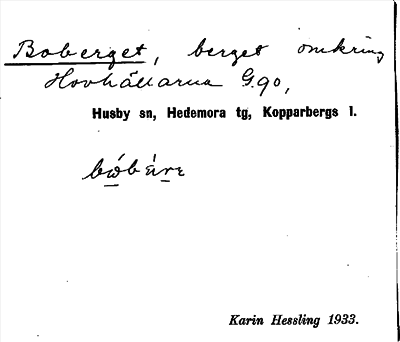 Boberget, berget omkring
Hovhällarna G.90,
Husby sn, Hedemora tg, Kopparbergs l.
Karin Hessling 1933.